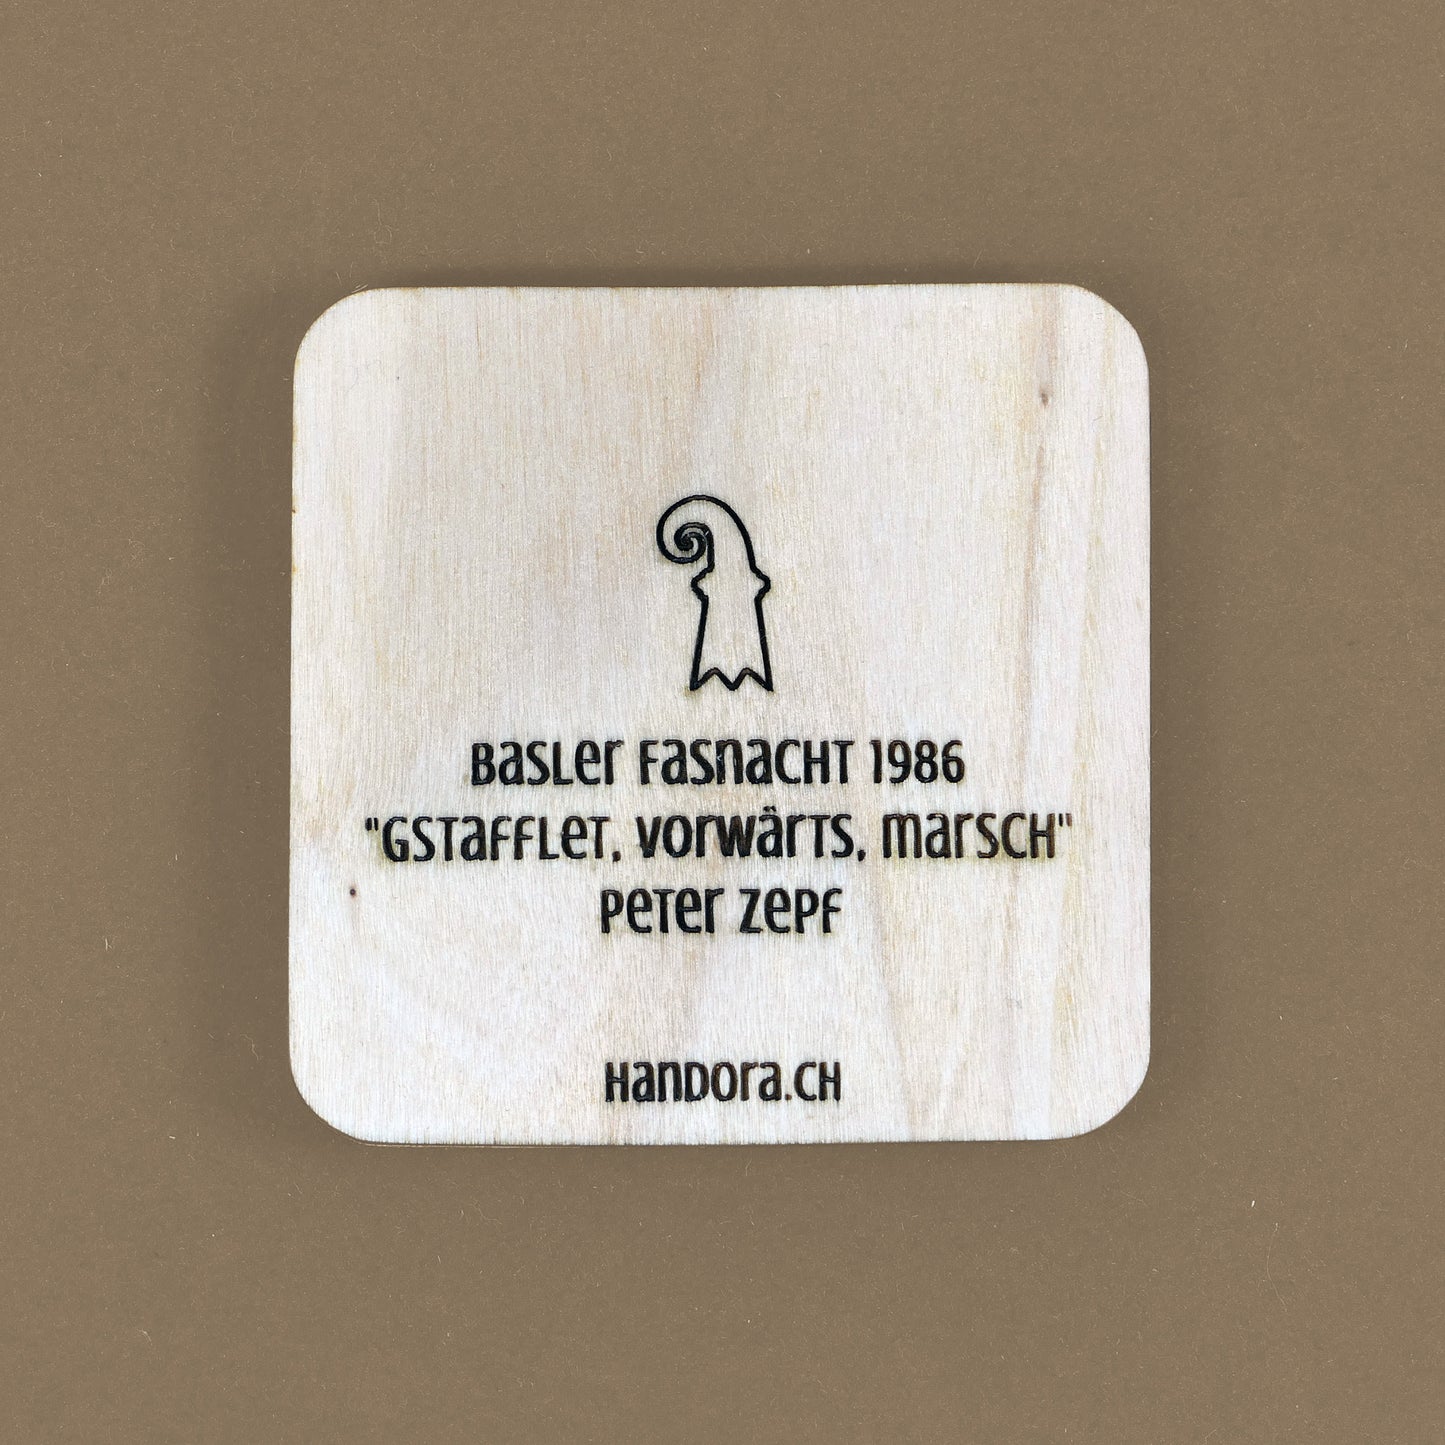 Basler Fasnacht 1986
"Gstafflet, vorwärts, marsch"
Peter Zepf
Handora.ch